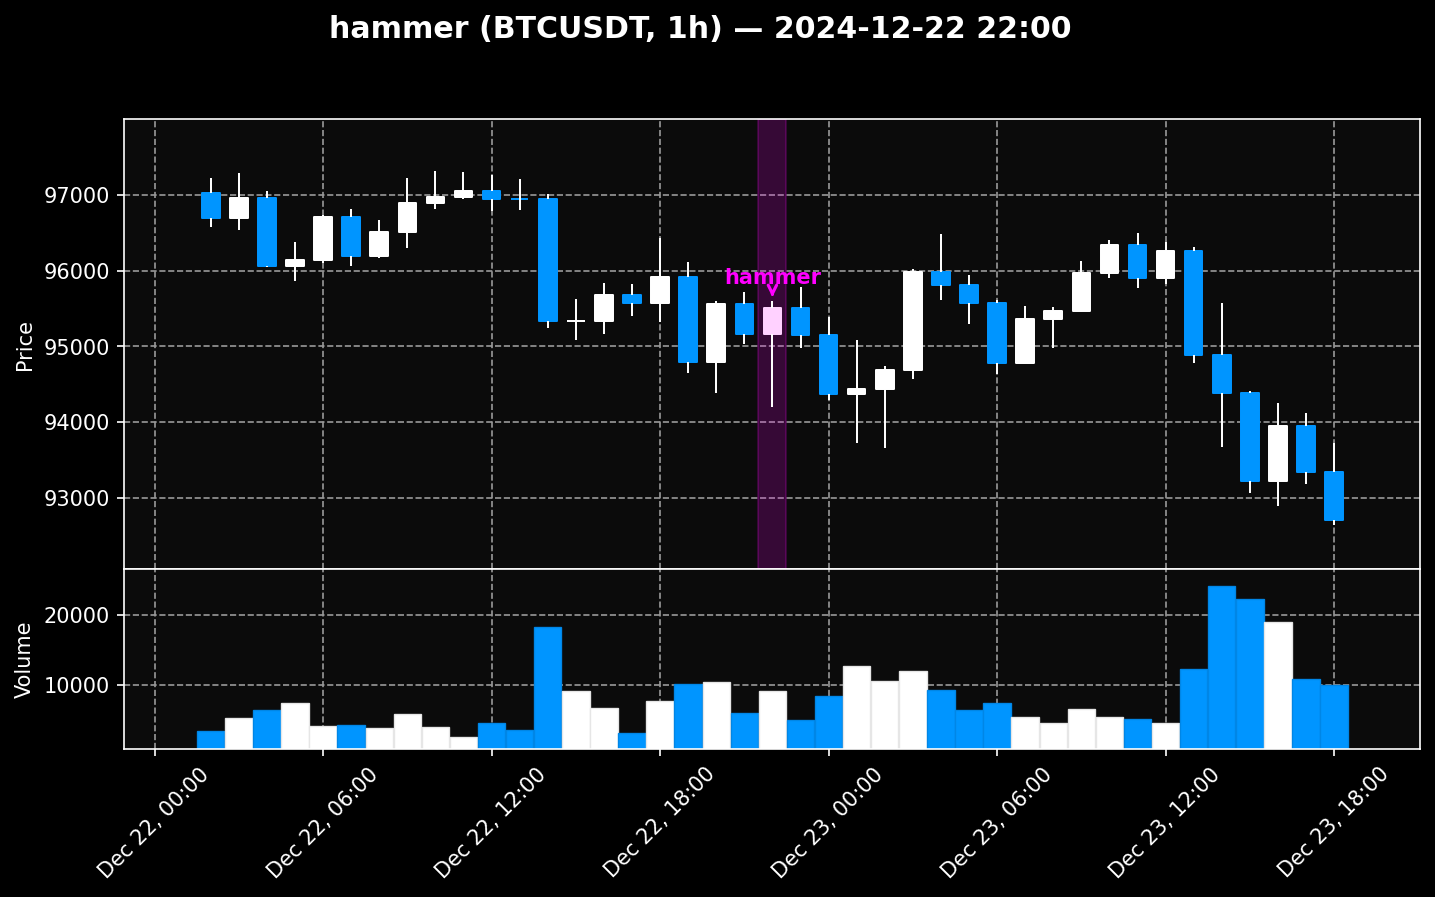 hammer (BTCUSDT, 1h) — 2024-12-22 22:00
97000
96000
95000
94000
93000
Price
hammer
20000
10000
Volume
Dec 22, 00:00
Dec 22, 06:00
Dec 22, 12:00
Dec 22, 18:00
Dec 23, 00:00
Dec 23, 06:00
Dec 23, 12:00
Dec 23, 18:00